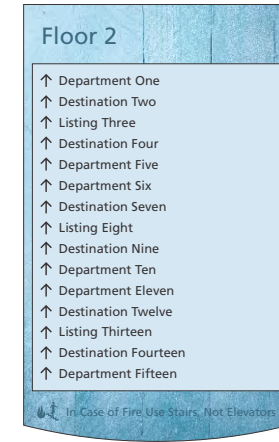 Floor 2
↑ Department One
↑ Destination Two
↑ Listing Three
↑ Destination Four
↑ Department Five
↑ Department Six
↑ Destination Seven
↑ Listing Eight
↑ Destination Nine
↑ Department Ten
↑ Department Eleven
↑ Destination Twelve
↑ Listing Thirteen
↑ Destination Fourteen
↑ Department Fifteen
In Case of Fire Use Stairs, Not Elevators